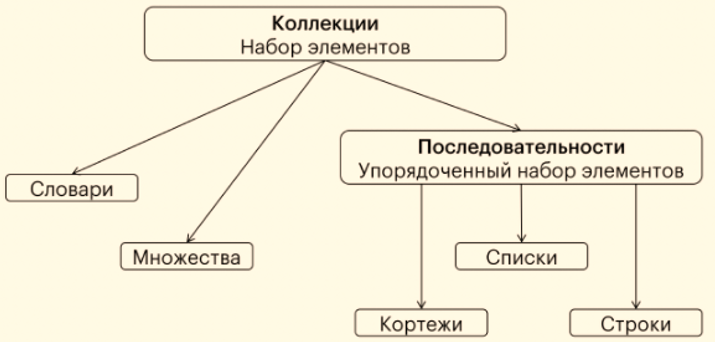 Коллекции
Набор элементов
Последовательности
Упорядоченный набор элементов
Словари
Множества
Списки
Кортежи
Строки